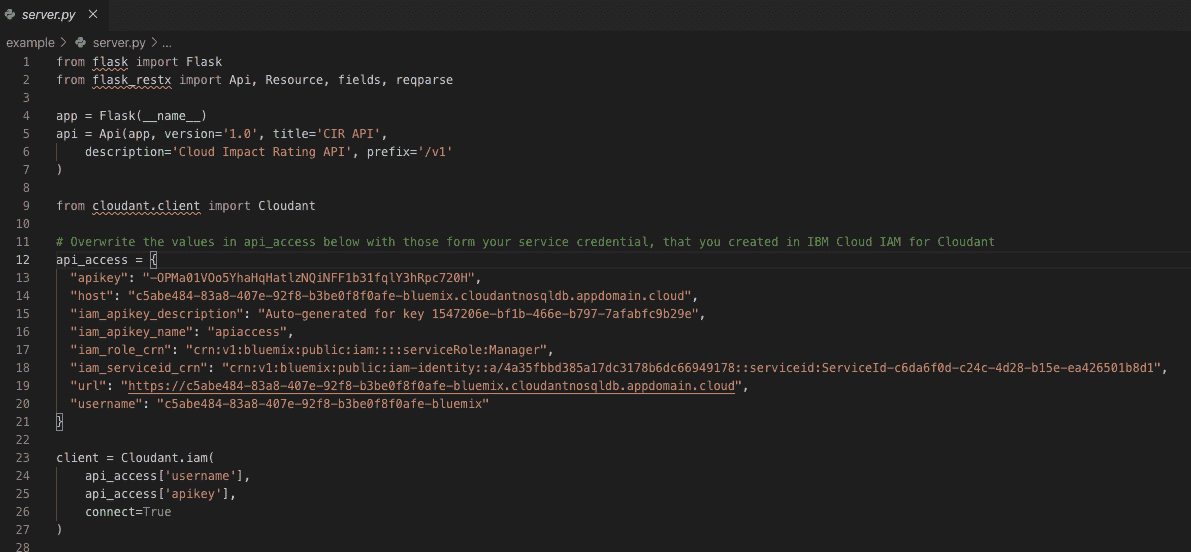 server.py
example > server.py > ...
1 from flask import Flask
2 from flask_restx import Api, Resource, fields, reqparse
3
4 app = Flask(__name__)
5 api = Api(app, version='1.0', title='CIR API',
6     description='Cloud Impact Rating API', prefix='/v1'
7 )
8
9 from cloudant.client import Cloudant
10
11 # Overwrite the values in api_access below with those form your service credential, that you created in IBM Cloud IAM for Cloudant
12 api_access = {
13   "apikey": "-OPMa01VOo5YhaHqHatlzNQiNFF1b31fqlY3hRpc720H",
14   "host": "c5abe484-83a8-407e-92f8-b3be0f8f0afe-bluemix.cloudantnosqldb.appdomain.cloud",
15   "iam_apikey_description": "Auto-generated for key 1547206e-bf1b-466e-b797-7afabfc9b29e",
16   "iam_apikey_name": "apiaccess",
17   "iam_role_crn": "crn:v1:bluemix:public:iam::::serviceRole:Manager",
18   "iam_serviceid_crn": "crn:v1:bluemix:public:iam-identity::a/4a35fbbd385a17dc3178b6dc66949178::serviceid:ServiceId-c6da6f0d-c24c-4d28-b15e-ea426501b8d1",
19   "url": "https://c5abe484-83a8-407e-92f8-b3be0f8f0afe-bluemix.cloudantnosqldb.appdomain.cloud",
20   "username": "c5abe484-83a8-407e-92f8-b3be0f8f0afe-bluemix"
21 }
22
23 client = Cloudant.iam(
24     api_access['username'],
25     api_access['apikey'],
26     connect=True
27 )
28